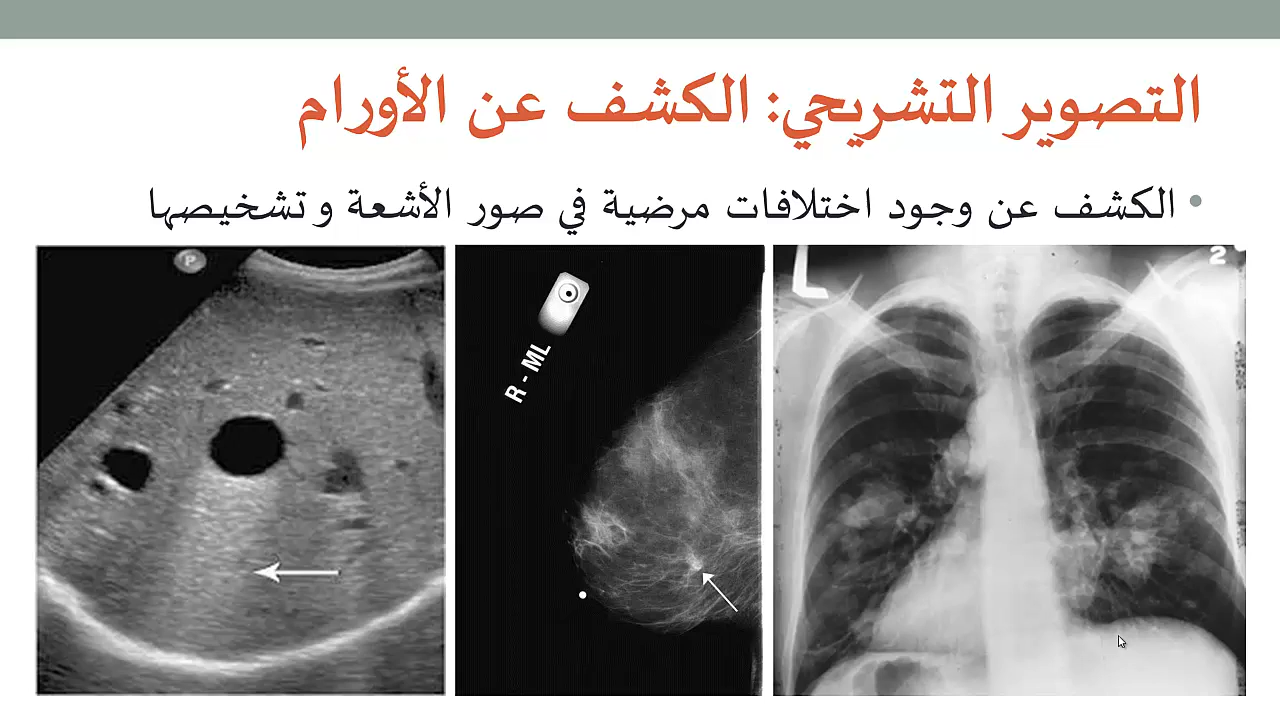 التصوير التشريحي: الكشف عن الأورام
• الكشف عن وجود اختلافات مرضية في صور الأشعة و تشخيصها
P
R - ML
L
2